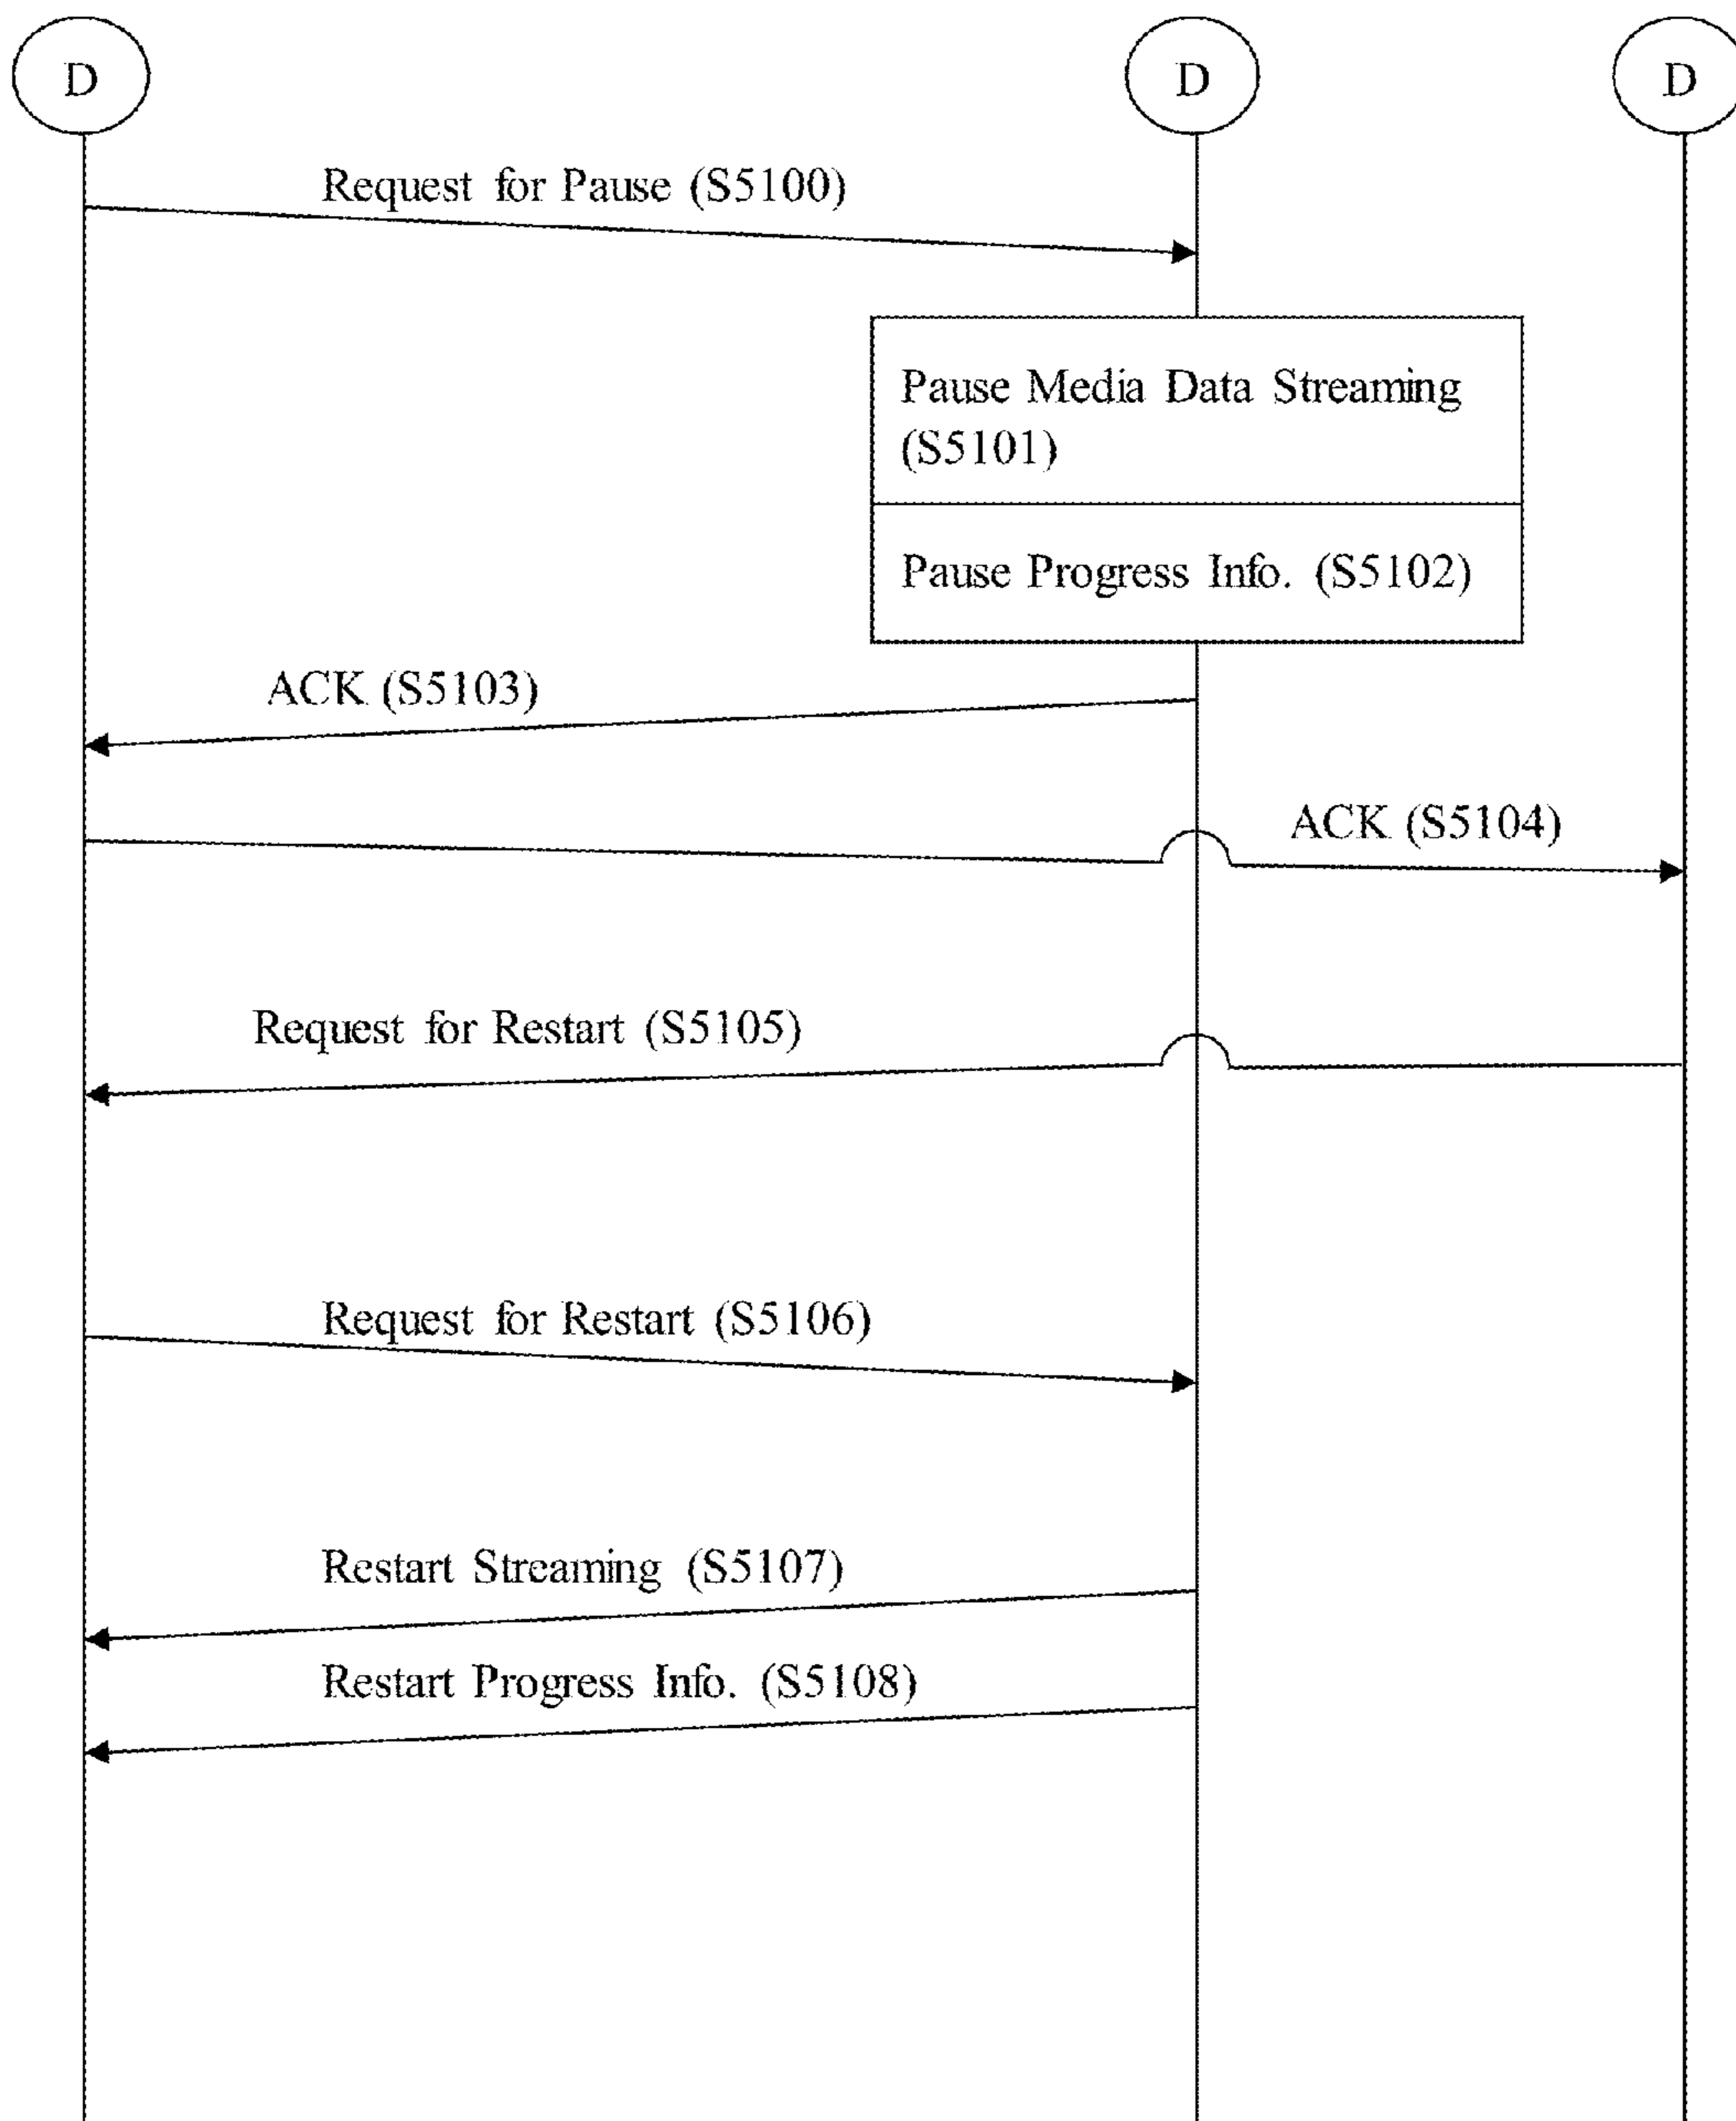 D D D
Request for Pause (S5100)
Pause Media Data Streaming
(S5101)
Pause Progress Info. (S5102)
ACK (S5103)
ACK (S5104)
Request for Restart (S5105)
Request for Restart (S5106)
Restart Streaming (S5107)
Restart Progress Info. (S5108)